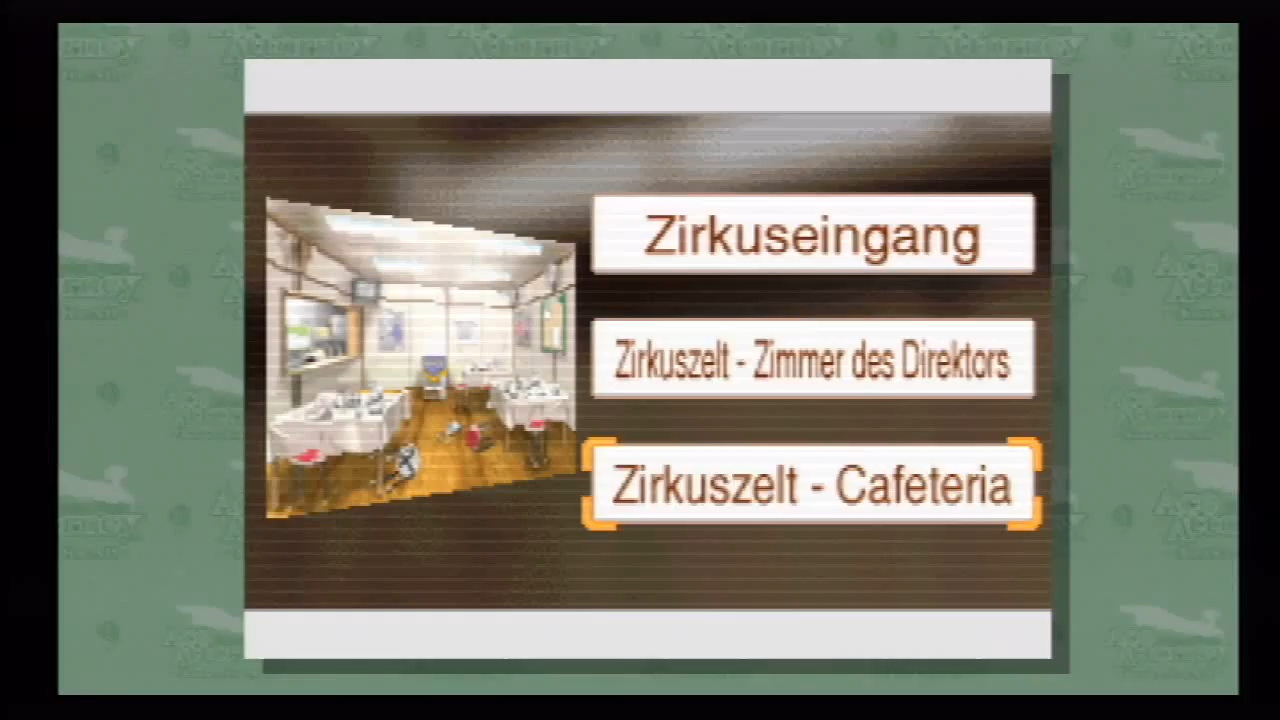 Zirkuseingang
Zirkuszelt - Zimmer des Direktors
Zirkuszelt - Cafeteria